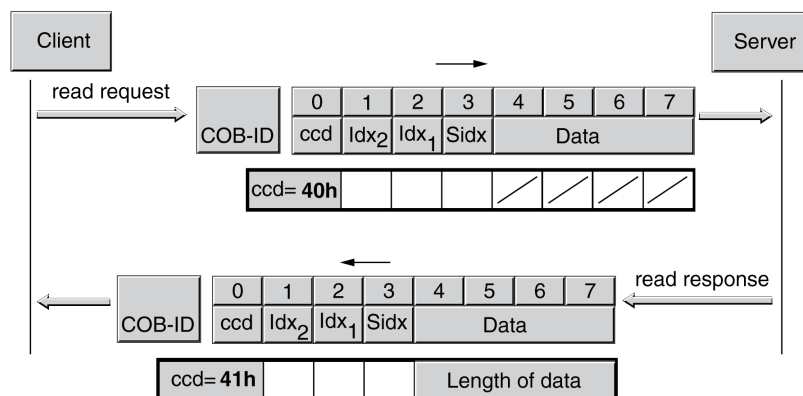 Client
Server
read request
0 1 2 3 4 5 6 7
COB-ID ccd Idx2 Idx1 Sidx Data
ccd= 40h
read response
0 1 2 3 4 5 6 7
COB-ID ccd Idx2 Idx1 Sidx Data
ccd= 41h Length of data